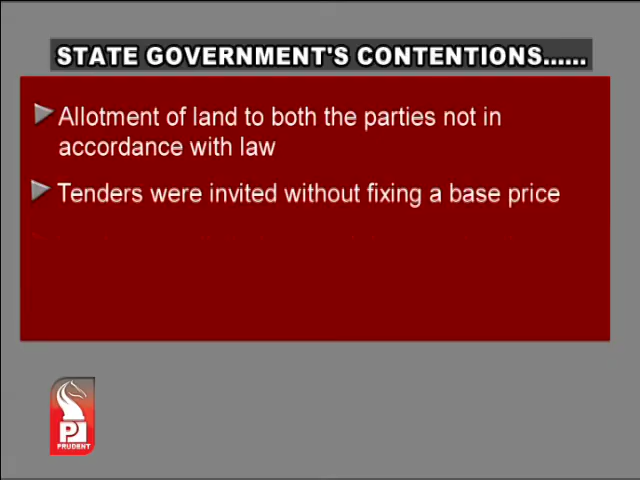 STATE GOVERNMENT'S CONTENTIONS......
Allotment of land to both the parties not in
accordance with law
Tenders were invited without fixing a base price
PRUDENT